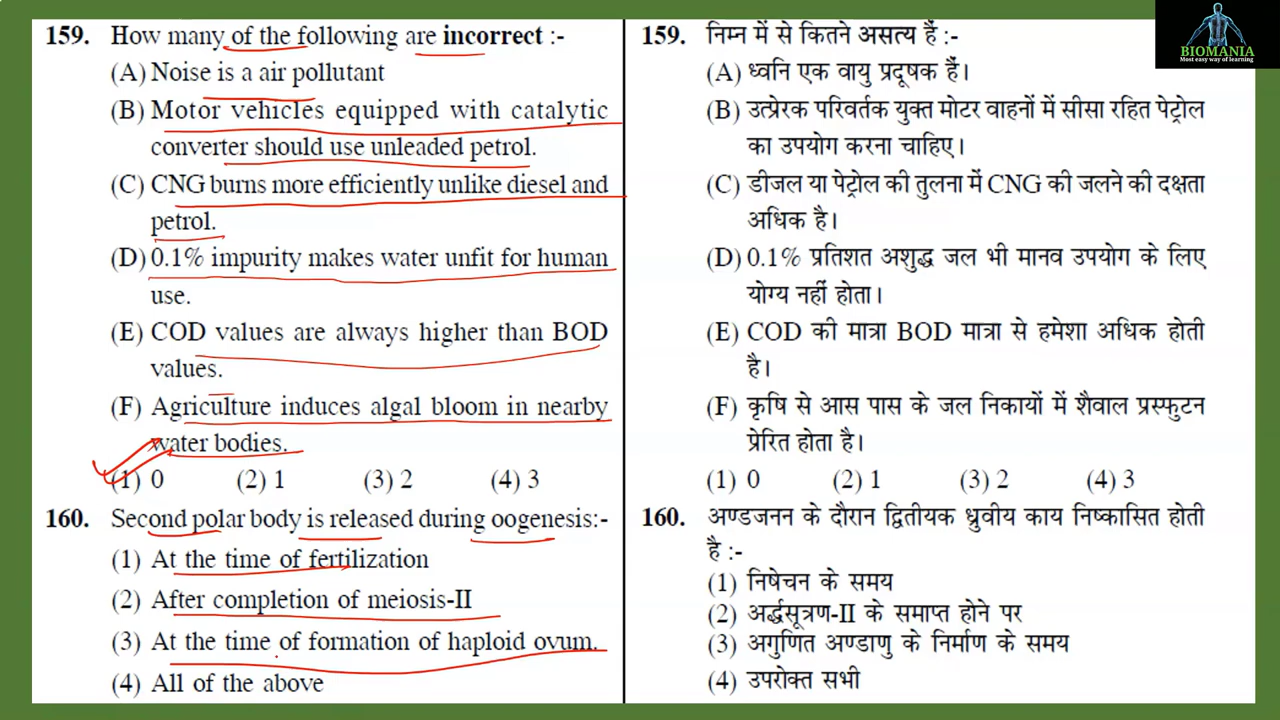 159. How many of the following are incorrect :-
(A) Noise is a air pollutant
(B) Motor vehicles equipped with catalytic
converter should use unleaded petrol.
(C) CNG burns more efficiently unlike diesel and
petrol.
(D) 0.1% impurity makes water unfit for human
use.
(E) COD values are always higher than BOD
values.
(F) Agriculture induces algal bloom in nearby
water bodies.
(1) 0 (2) 1 (3) 2 (4) 3
160. Second polar body is released during oogenesis:-
(1) At the time of fertilization
(2) After completion of meiosis-II
(3) At the time of formation of haploid ovum.
(4) All of the above
159. निम्न में से कितने असत्य हैं :-
(A) ध्वनि एक वायु प्रदूषक हैं।
(B) उत्प्रेरक परिवर्तक युक्त मोटर वाहनों में सीसा रहित पेट्रोल
का उपयोग करना चाहिए।
(C) डीजल या पेट्रोल की तुलना में CNG की जलने की दक्षता
अधिक है।
(D) 0.1% प्रतिशत अशुद्ध जल भी मानव उपयोग के लिए
योग्य नहीं होता।
(E) COD की मात्रा BOD मात्रा से हमेशा अधिक होती
है।
(F) कृषि से आस पास के जल निकायों में शैवाल प्रस्फुटन
प्रेरित होता है।
(1) 0 (2) 1 (3) 2 (4) 3
160. अण्डजनन के दौरान द्वितीयक ध्रुवीय काय निष्कासित होती
है :-
(1) निषेचन के समय
(2) अर्द्धसूत्रण-II के समाप्त होने पर
(3) अगुणित अण्डाणु के निर्माण के समय
(4) उपरोक्त सभी
BIOMANIA
Most easy way of learning